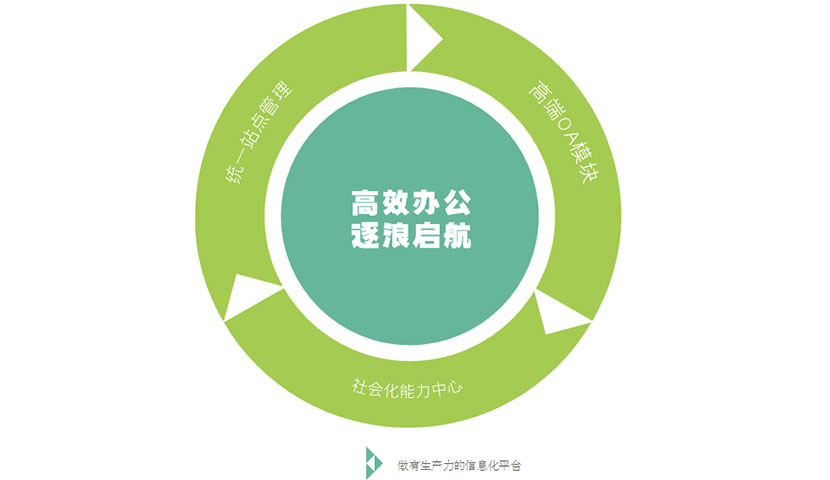 统一站点管理
高端OA模块
高效办公
逐浪启航
社会化能力中心
做有生产力的信息化平台